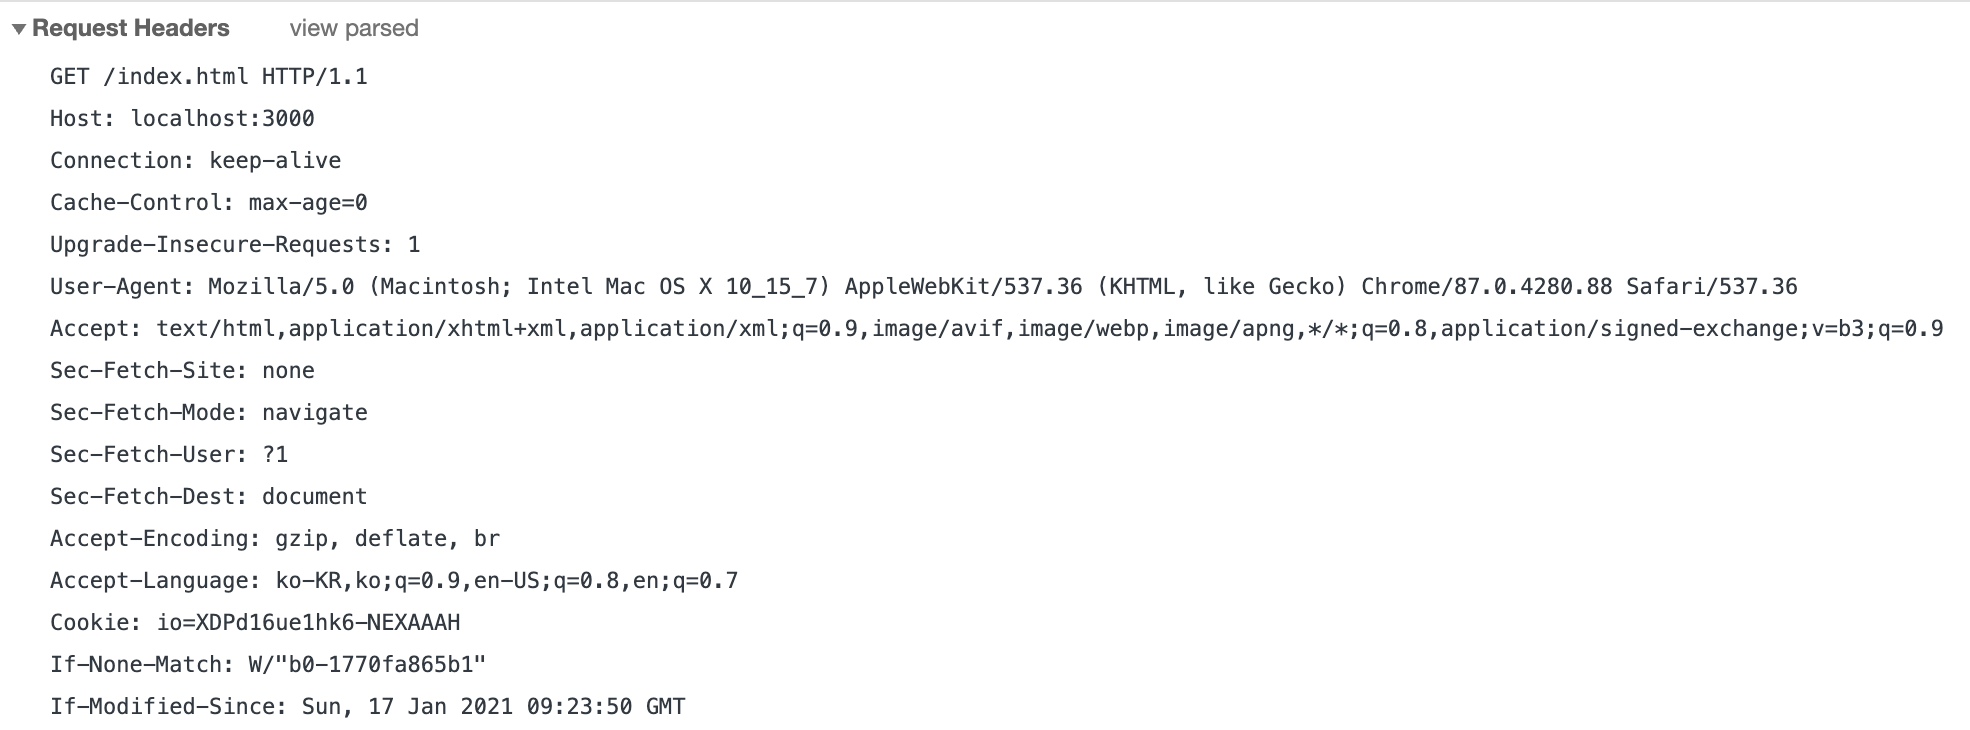 Request Headers view parsed
GET /index.html HTTP/1.1
Host: localhost:3000
Connection: keep-alive
Cache-Control: max-age=0
Upgrade-Insecure-Requests: 1
User-Agent: Mozilla/5.0 (Macintosh; Intel Mac OS X 10_15_7) AppleWebKit/537.36 (KHTML, like Gecko) Chrome/87.0.4280.88 Safari/537.36
Accept: text/html,application/xhtml+xml,application/xml;q=0.9,image/avif,image/webp,image/apng,*/*;q=0.8,application/signed-exchange;v=b3;q=0.9
Sec-Fetch-Site: none
Sec-Fetch-Mode: navigate
Sec-Fetch-User: ?1
Sec-Fetch-Dest: document
Accept-Encoding: gzip, deflate, br
Accept-Language: ko-KR,ko;q=0.9,en-US;q=0.8,en;q=0.7
Cookie: io=XDPd16ue1hk6-NEXAAAH
If-None-Match: W/"b0-1770fa865b1"
If-Modified-Since: Sun, 17 Jan 2021 09:23:50 GMT